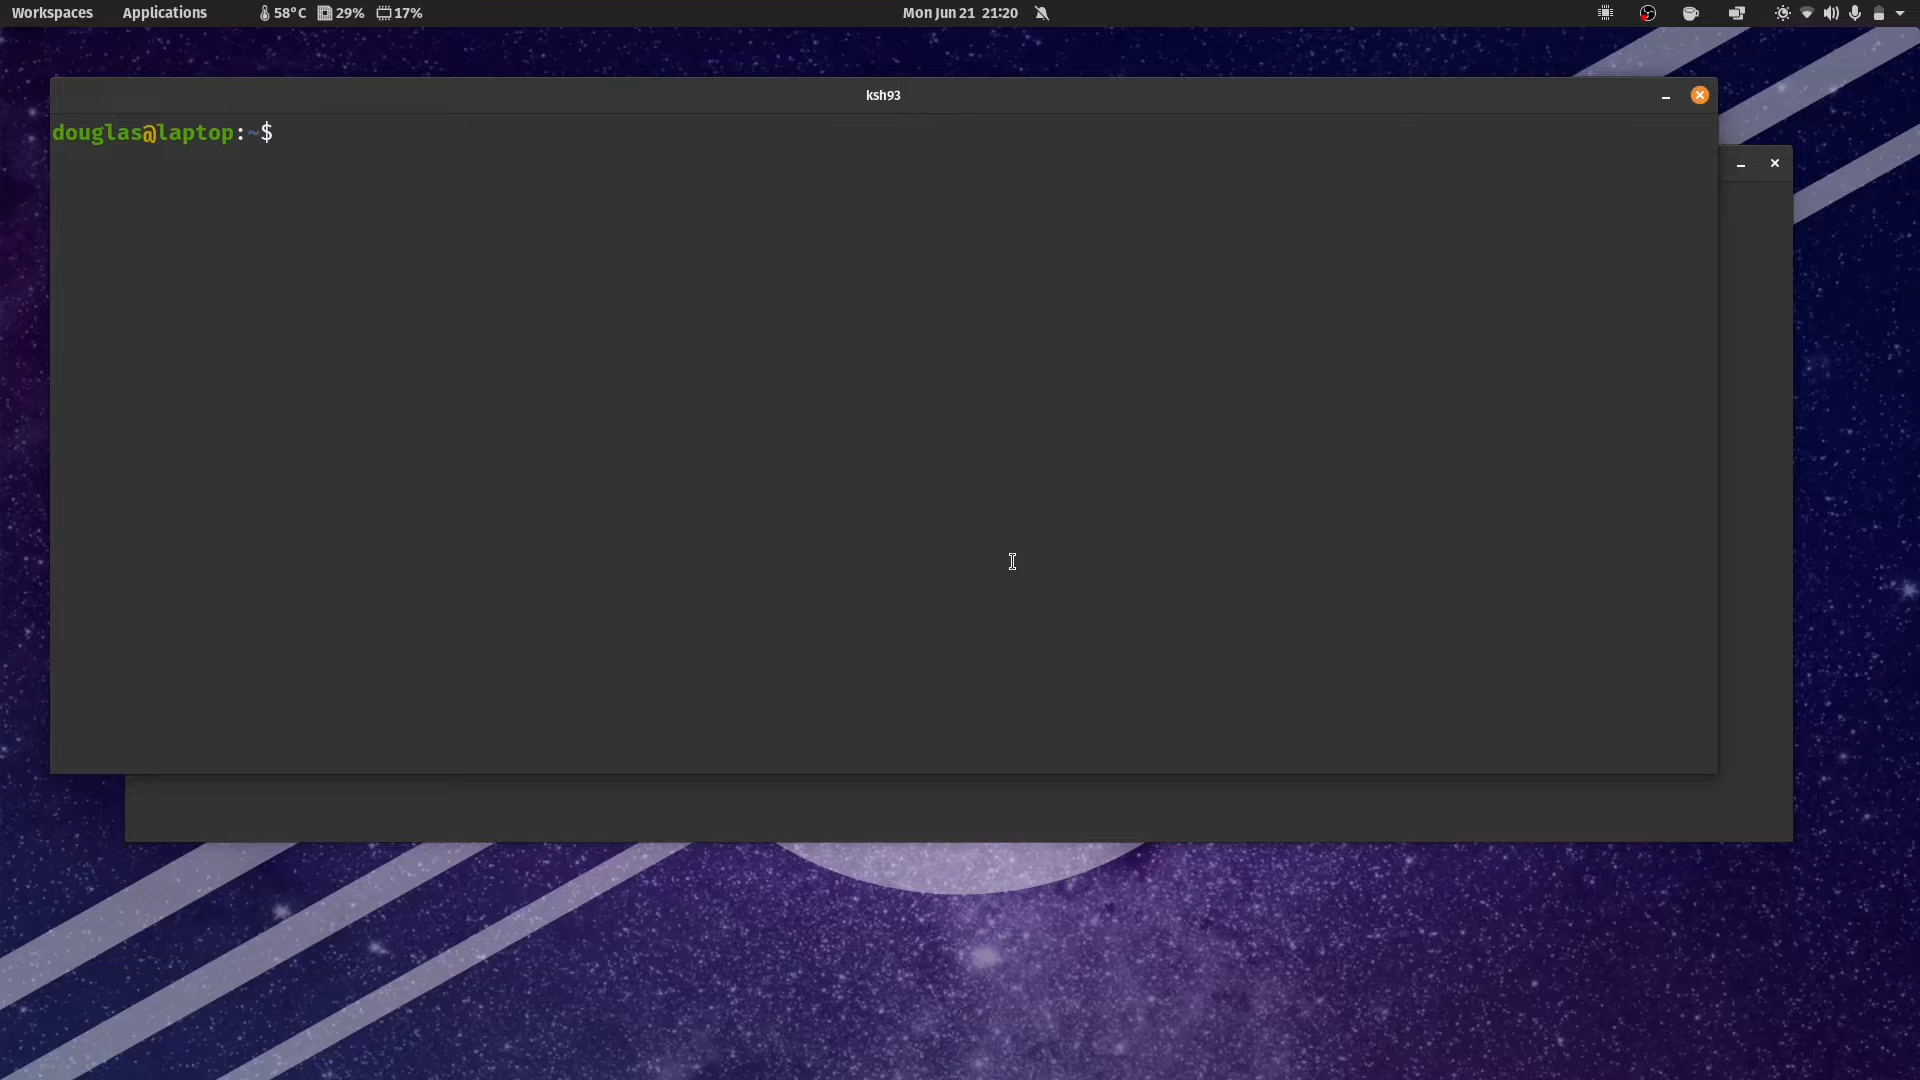 Workspaces Applications 58°C 29% 17% Mon Jun 21 21:20
ksh93
douglas@laptop:~$